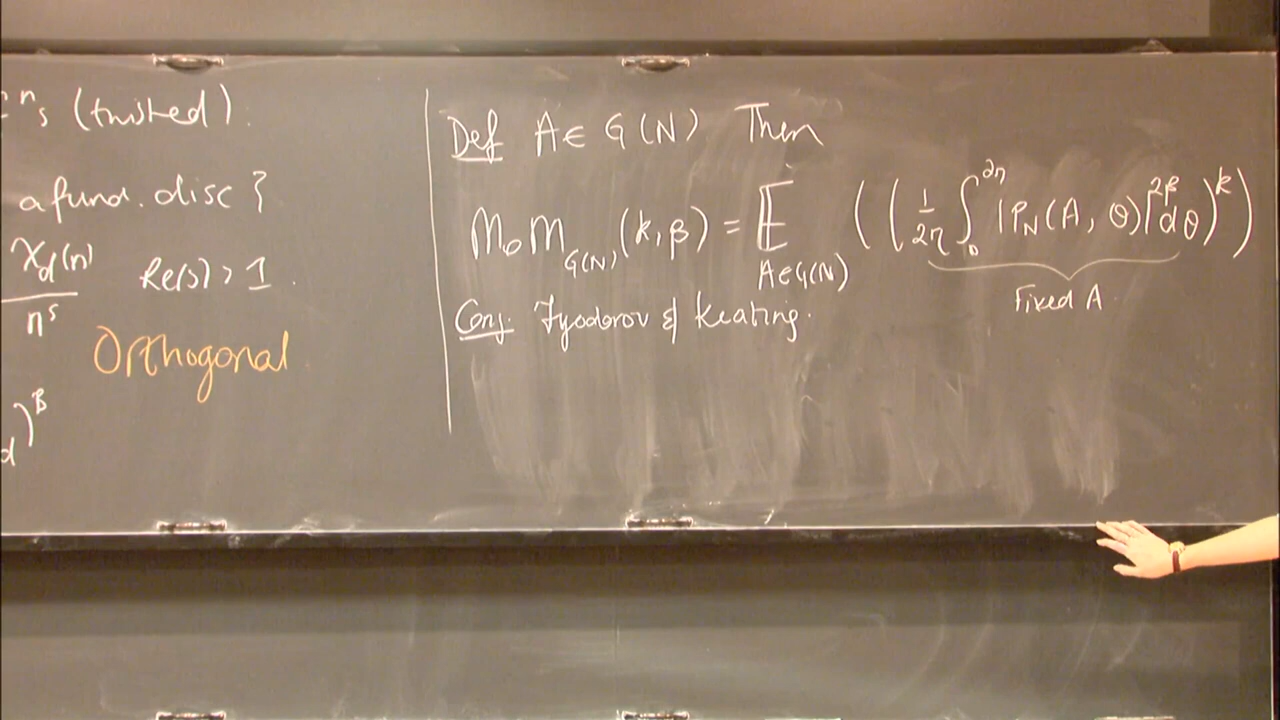 n's (twisted).
a fund. disc }
χ_d(n)
n^s
Re(s) > 1.
Orthogonal
d)^β
Def A ∈ G(N) Then
MoM_{G(N)}(k, β) = 𝔼_{A∈G(N)} ( ( 1/2π ∫_0^{2π} |P_N(A, θ)|^{2β} dθ )^k )
Fixed A.
Conj. Fyodorov & Keating.